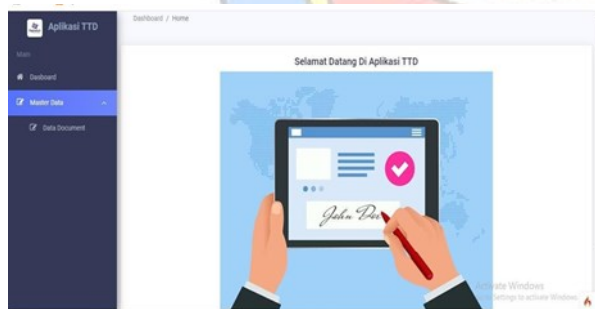 Aplikasi TTD
Dashboard / Home
Main
Dasboard
Master Data
Data Document
Selamat Datang Di Aplikasi TTD
John Doe
Activate Windows
Settings to activate Windows.